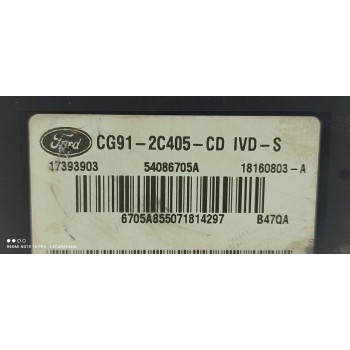 Ford CG91-2C405-CD IVD-S
17393903 54086705A 18160803-A
6705A855071814297 B47QA